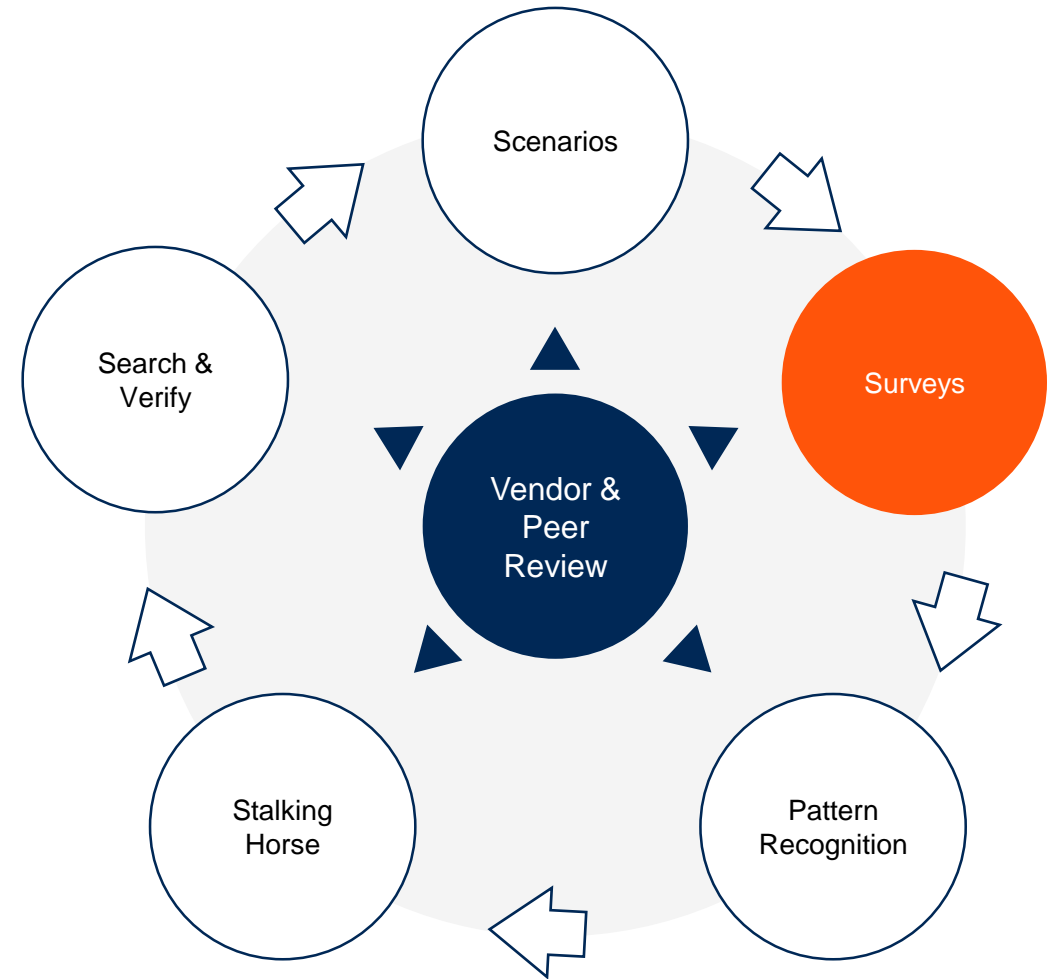 Scenarios
Surveys
Search &
Verify
Vendor &
Peer
Review
Stalking
Horse
Pattern
Recognition